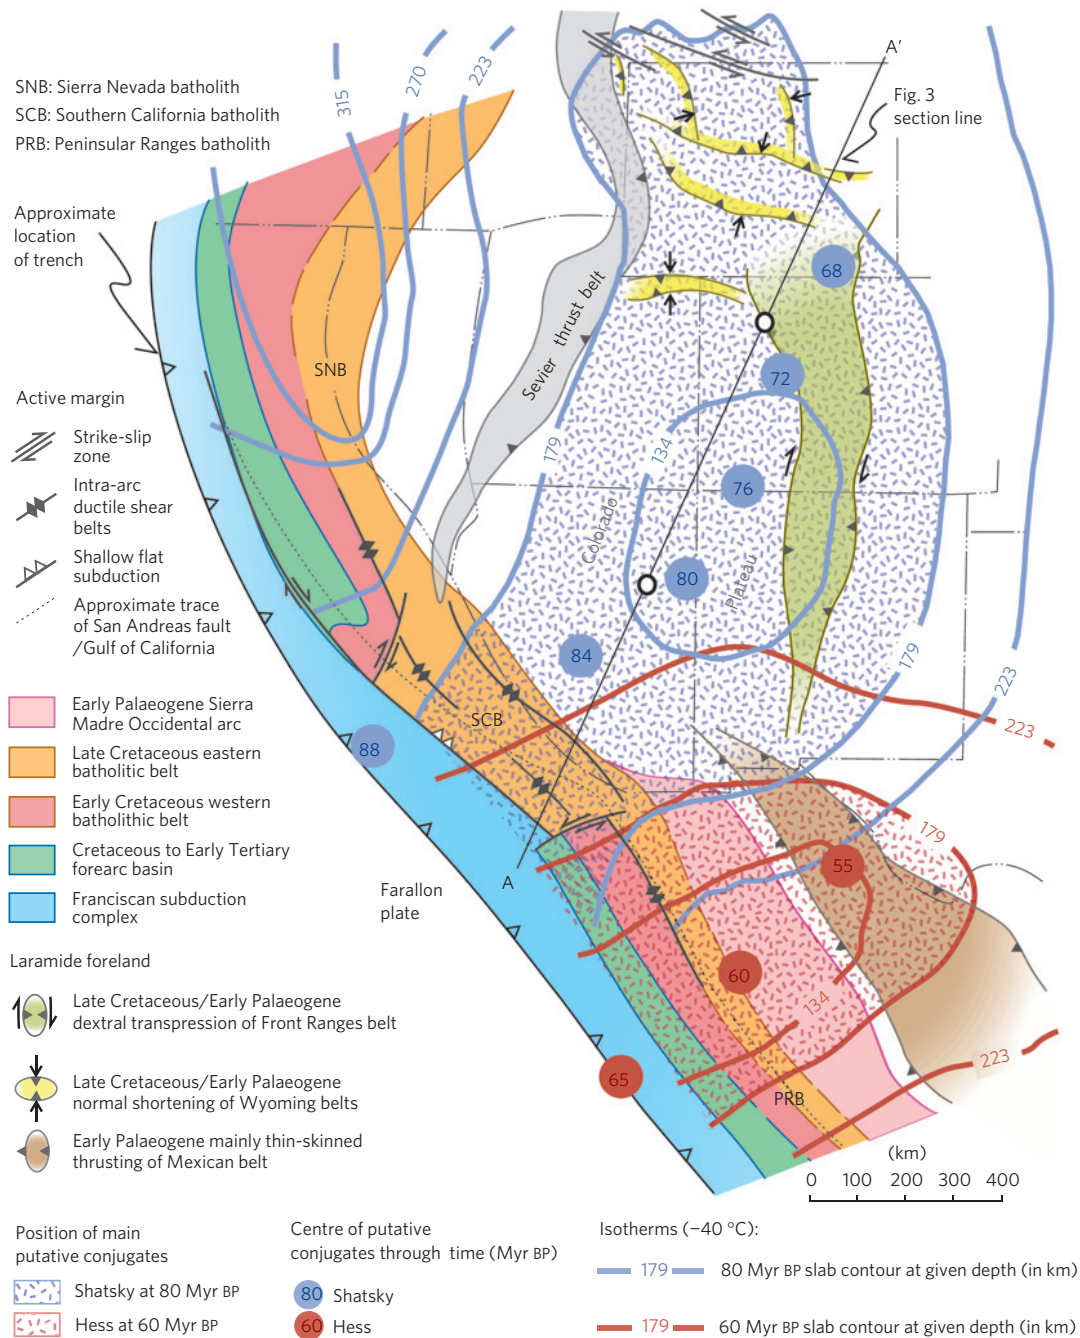 SNB: Sierra Nevada batholith
SCB: Southern California batholith
PRB: Peninsular Ranges batholith
Approximate
location
of trench
315
270
223
A'
Fig. 3
section line
68
SNB
Sevier thrust belt
72
179
134
76
Colorado
Plateau
80
84
179
223
SCB
88
223
179
55
A
Farallon
plate
60
134
65
223
PRB
Active margin
Strike-slip
zone
Intra-arc
ductile shear
belts
Shallow flat
subduction
Approximate trace
of San Andreas fault
/Gulf of California
Early Palaeogene Sierra
Madre Occidental arc
Late Cretaceous eastern
batholitic belt
Early Cretaceous western
batholithic belt
Cretaceous to Early Tertiary
forearc basin
Franciscan subduction
complex
Laramide foreland
Late Cretaceous/Early Palaeogene
dextral transpression of Front Ranges belt
Late Cretaceous/Early Palaeogene
normal shortening of Wyoming belts
Early Palaeogene mainly thin-skinned
thrusting of Mexican belt
(km)
0 100 200 300 400
Position of main
putative conjugates
Shatsky at 80 Myr BP
Hess at 60 Myr BP
Centre of putative
conjugates through time (Myr BP)
80 Shatsky
60 Hess
Isotherms (−40 °C):
179 80 Myr BP slab contour at given depth (in km)
179 60 Myr BP slab contour at given depth (in km)